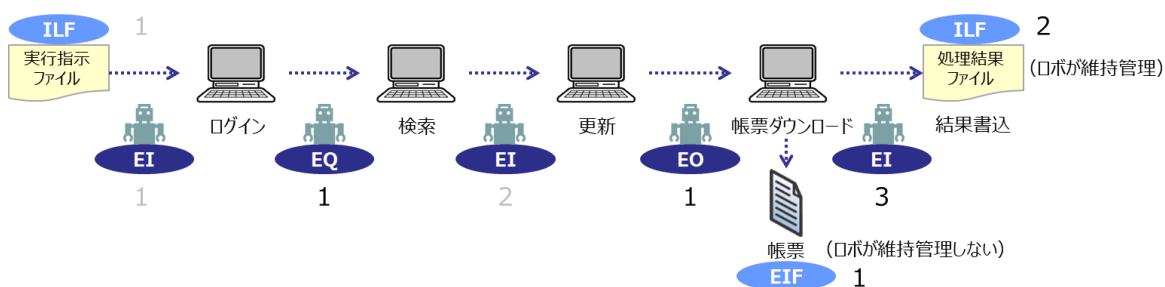 ILF 1
実行指示
ファイル
ILF 2
処理結果
ファイル
(ロボが維持管理)
ログイン
検索
更新
帳票ダウンロード
結果書込
EI
EQ
EI
EO
EI
1
1
2
1
3
帳票 (ロボが維持管理しない)
EIF 1